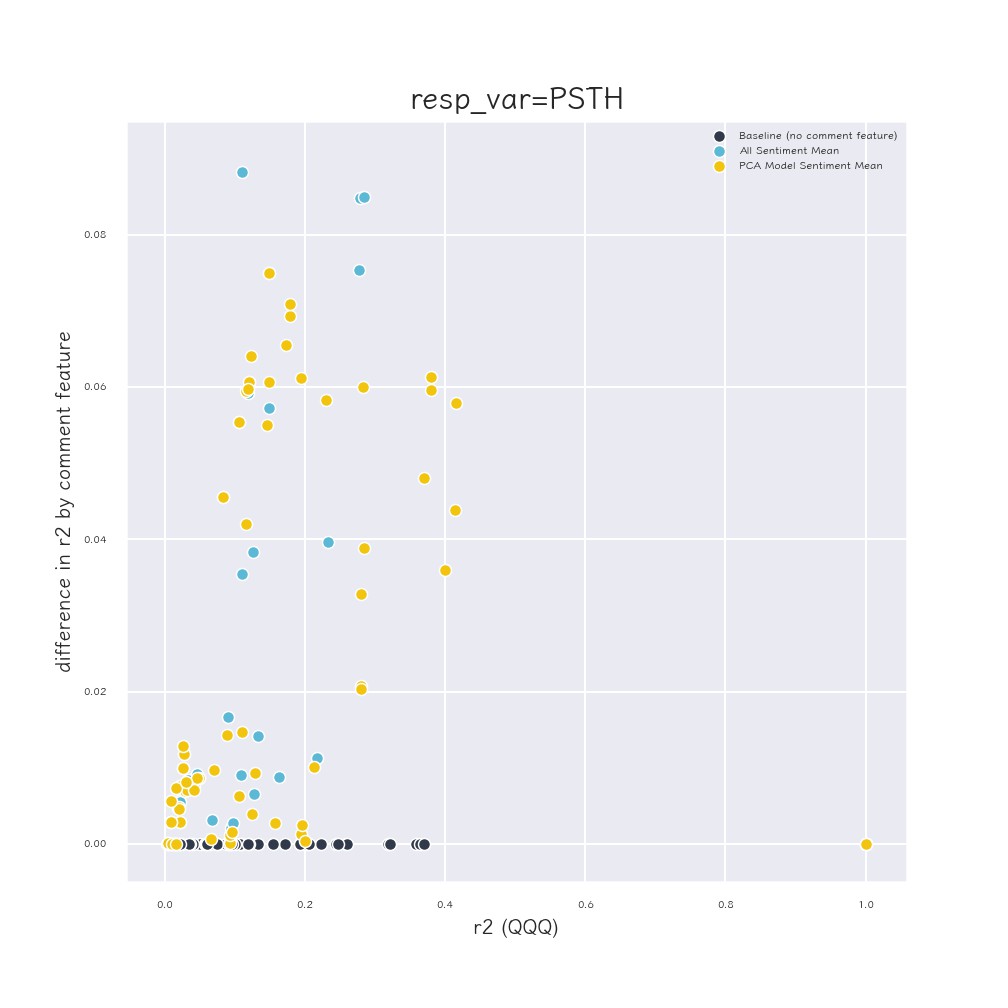 resp_var=PSTH
Baseline (no comment feature)
All Sentiment Mean
PCA Model Sentiment Mean
difference in r2 by comment feature
0.08
0.06
0.04
0.02
0.00
0.0 0.2 0.4 0.6 0.8 1.0
r2 (QQQ)